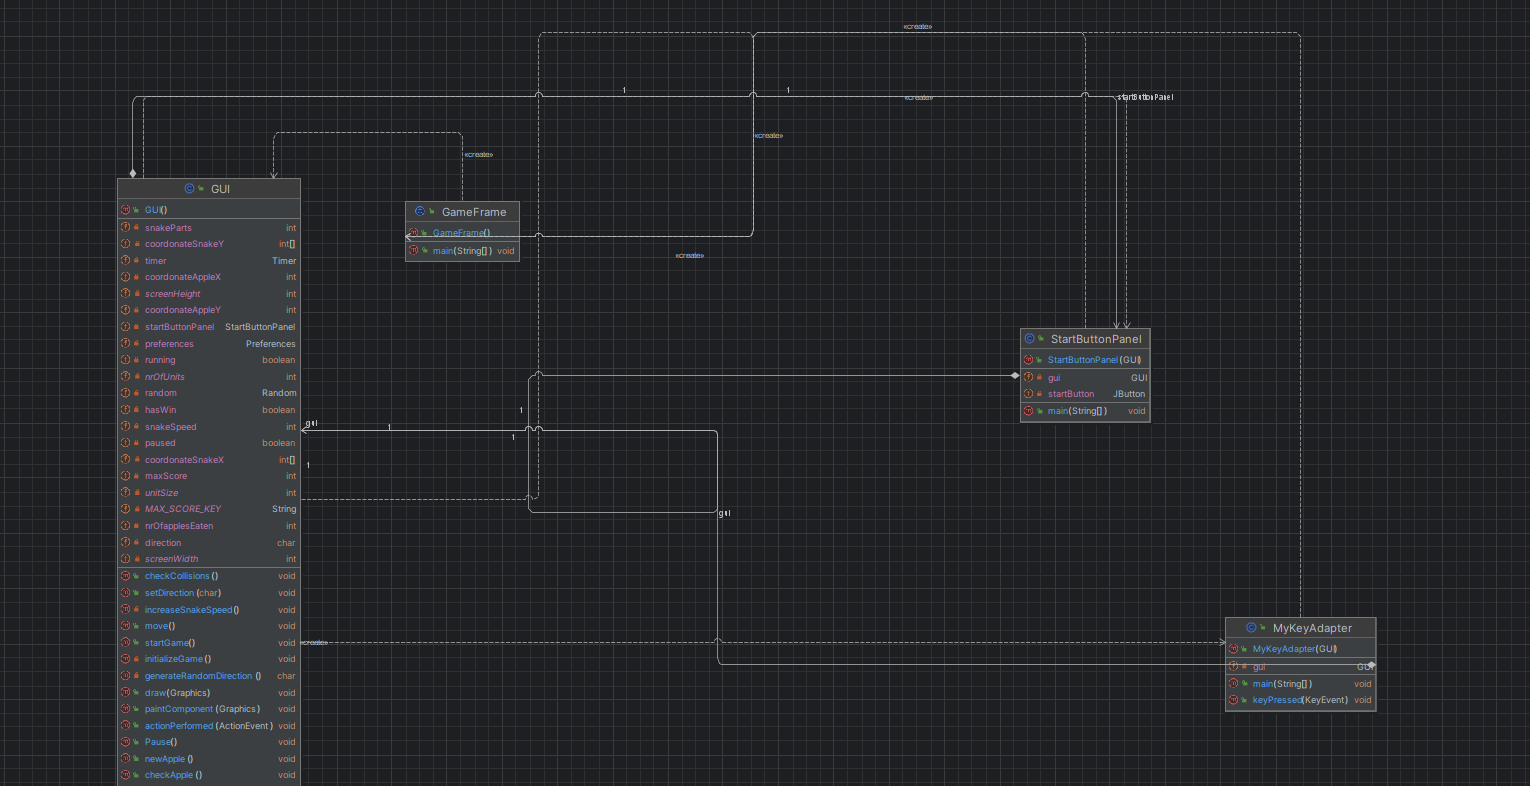 «create»
1
1
«create»
startButtonPanel
«create»
«create»
GUI
GUI()
snakeParts int
coordonateSnakeY int[]
timer Timer
coordonateAppleX int
screenHeight int
coordonateAppleY int
startButtonPanel StartButtonPanel
preferences Preferences
running boolean
nrOfUnits int
random Random
hasWin boolean
snakeSpeed int
paused boolean
coordonateSnakeX int[]
maxScore int
unitSize int
MAX_SCORE_KEY String
nrOfapplesEaten int
direction char
screenWidth int
checkCollisions() void
setDirection(char) void
increaseSnakeSpeed() void
move() void
startGame() void
initializeGame() void
generateRandomDirection() char
draw(Graphics) void
paintComponent(Graphics) void
actionPerformed(ActionEvent) void
Pause() void
newApple() void
checkApple() void
GameFrame
GameFrame()
main(String[]) void
«create»
StartButtonPanel
StartButtonPanel(GUI)
gui GUI
startButton JButton
main(String[]) void
1
gui
1
1
1
gui
«create»
MyKeyAdapter
MyKeyAdapter(GUI)
gui GUI
main(String[]) void
keyPressed(KeyEvent) void